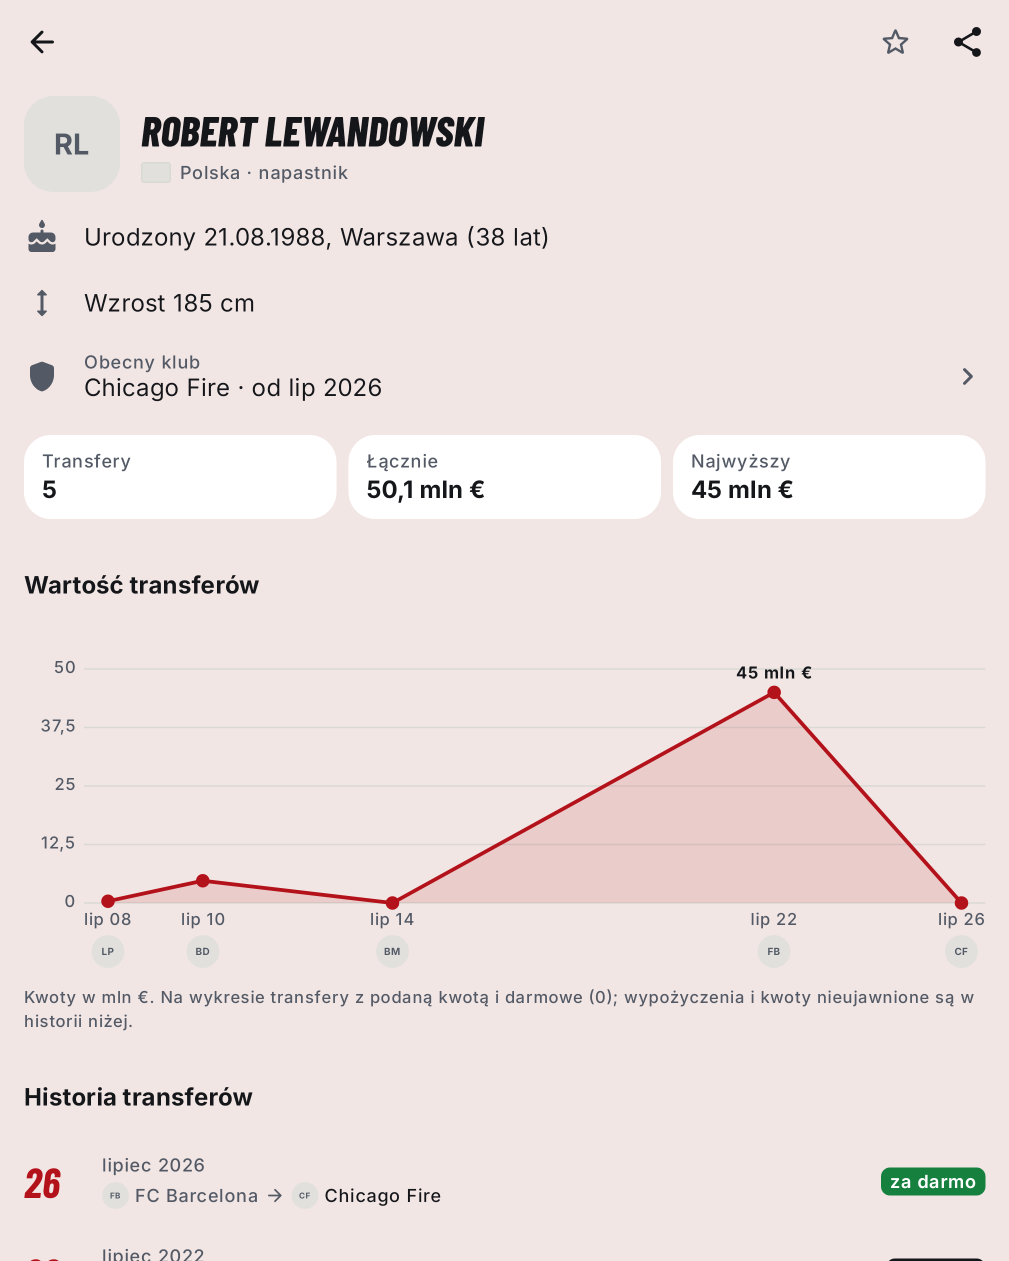 RL
ROBERT LEWANDOWSKI
Polska · napastnik
Urodzony 21.08.1988, Warszawa (38 lat)
Wzrost 185 cm
Obecny klub
Chicago Fire · od lip 2026
Transfery
5
Łącznie
50,1 mln €
Najwyższy
45 mln €
Wartość transferów
50
37,5
25
12,5
0
45 mln €
lip 08
lip 10
lip 14
lip 22
lip 26
LP
BD
BM
FB
CF
Kwoty w mln €. Na wykresie transfery z podaną kwotą i darmowe (0); wypożyczenia i kwoty nieujawnione są w
historii niżej.
Historia transferów
26
lipiec 2026
FB FC Barcelona → CF Chicago Fire
za darmo
lipiec 2022